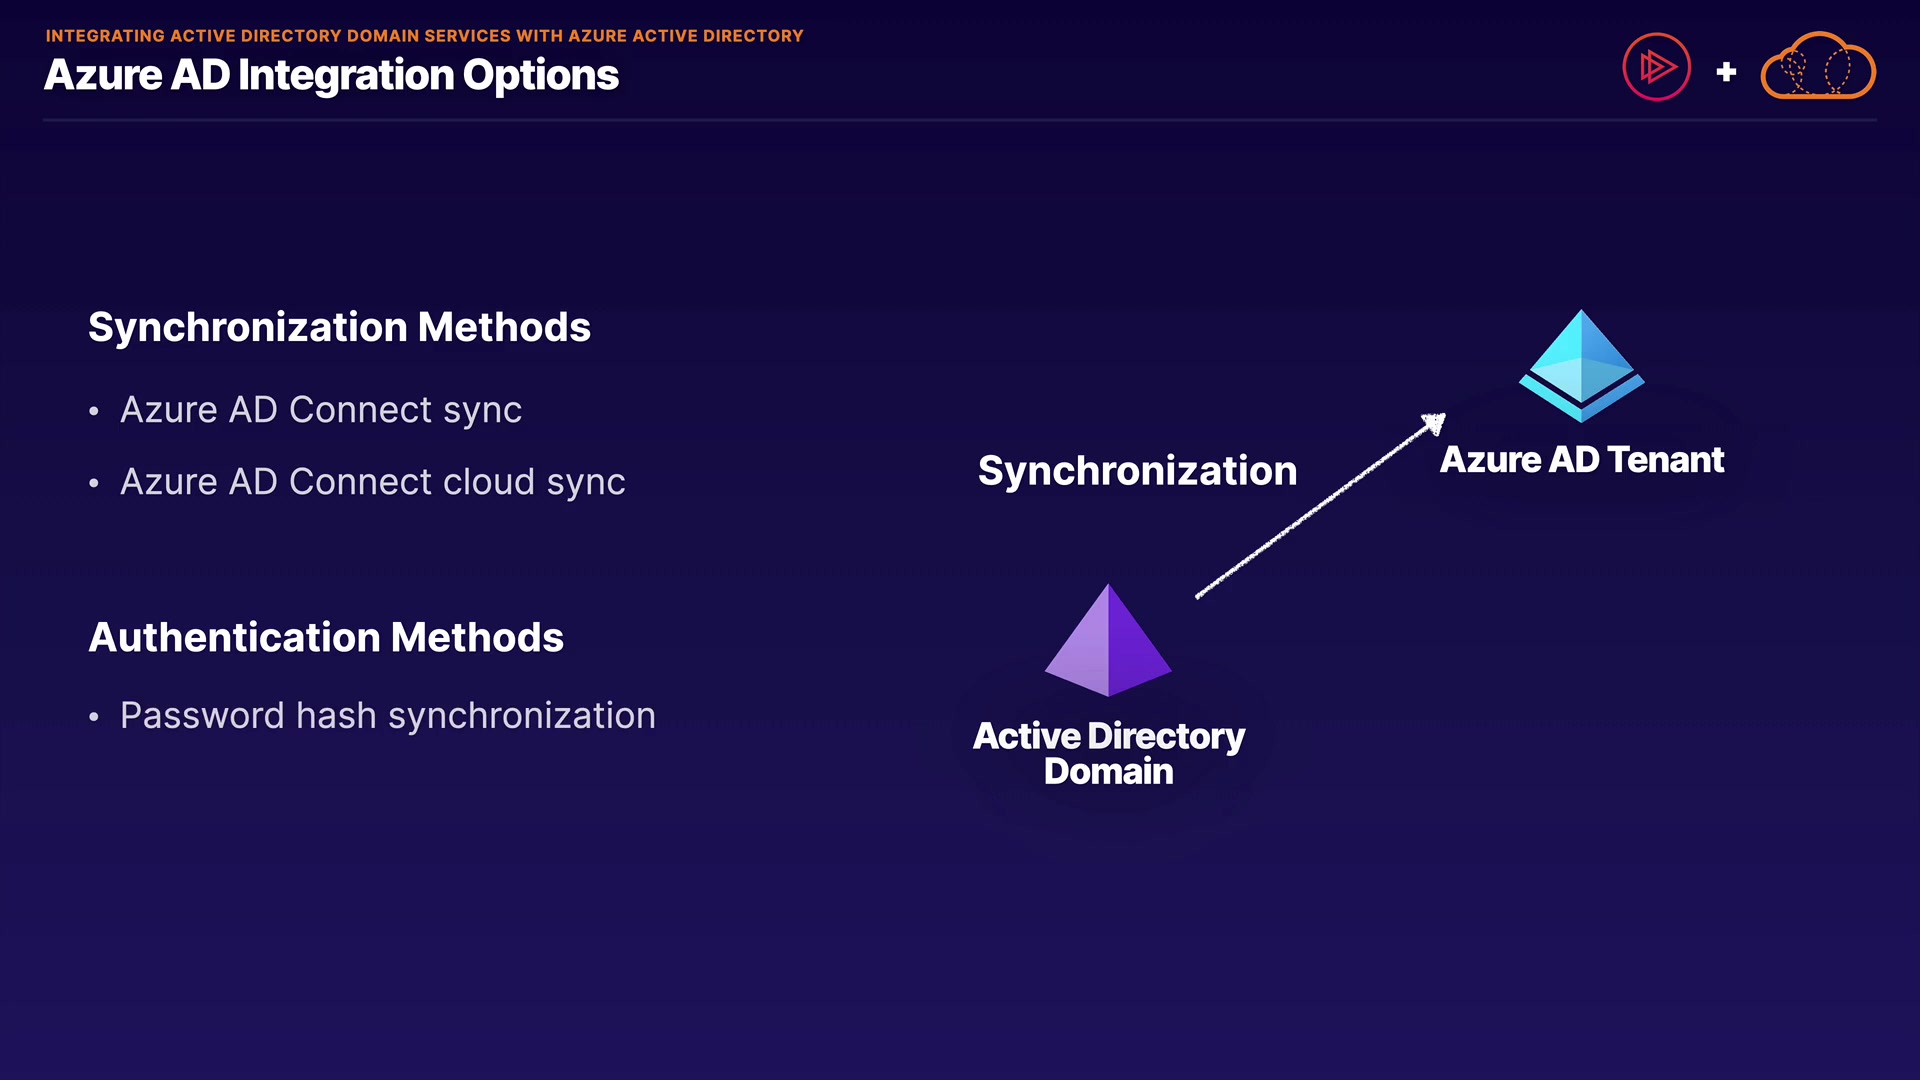 INTEGRATING ACTIVE DIRECTORY DOMAIN SERVICES WITH AZURE ACTIVE DIRECTORY
Azure AD Integration Options
+
Synchronization Methods
• Azure AD Connect sync
• Azure AD Connect cloud sync
Authentication Methods
• Password hash synchronization
Synchronization
Azure AD Tenant
Active Directory
Domain